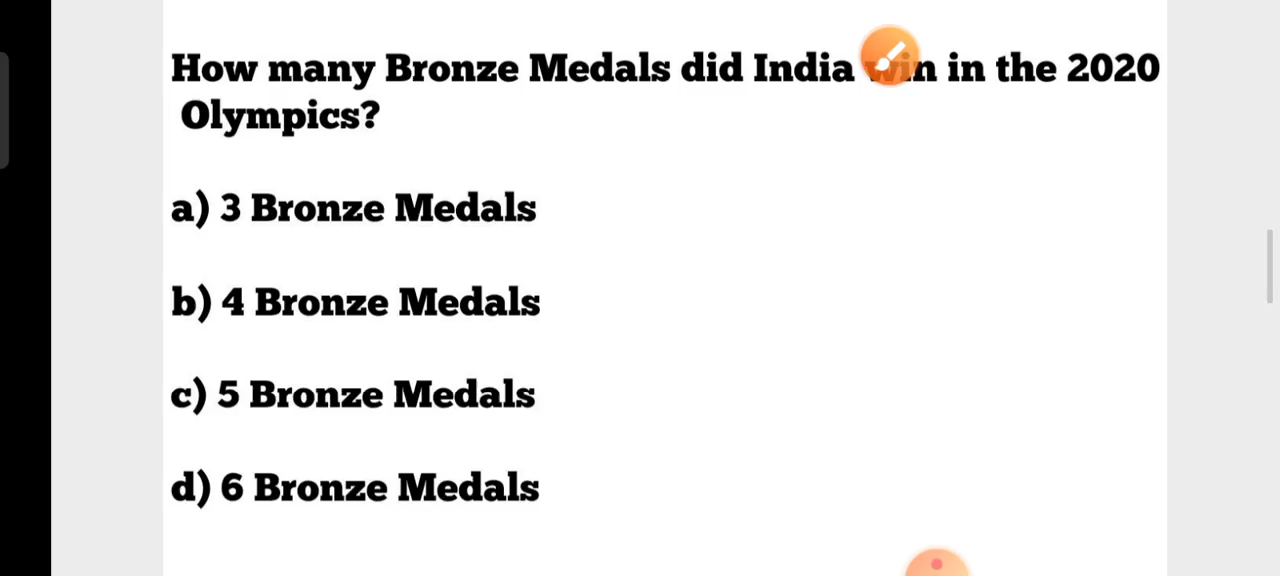 How many Bronze Medals did India win in the 2020
Olympics?
a) 3 Bronze Medals
b) 4 Bronze Medals
c) 5 Bronze Medals
d) 6 Bronze Medals